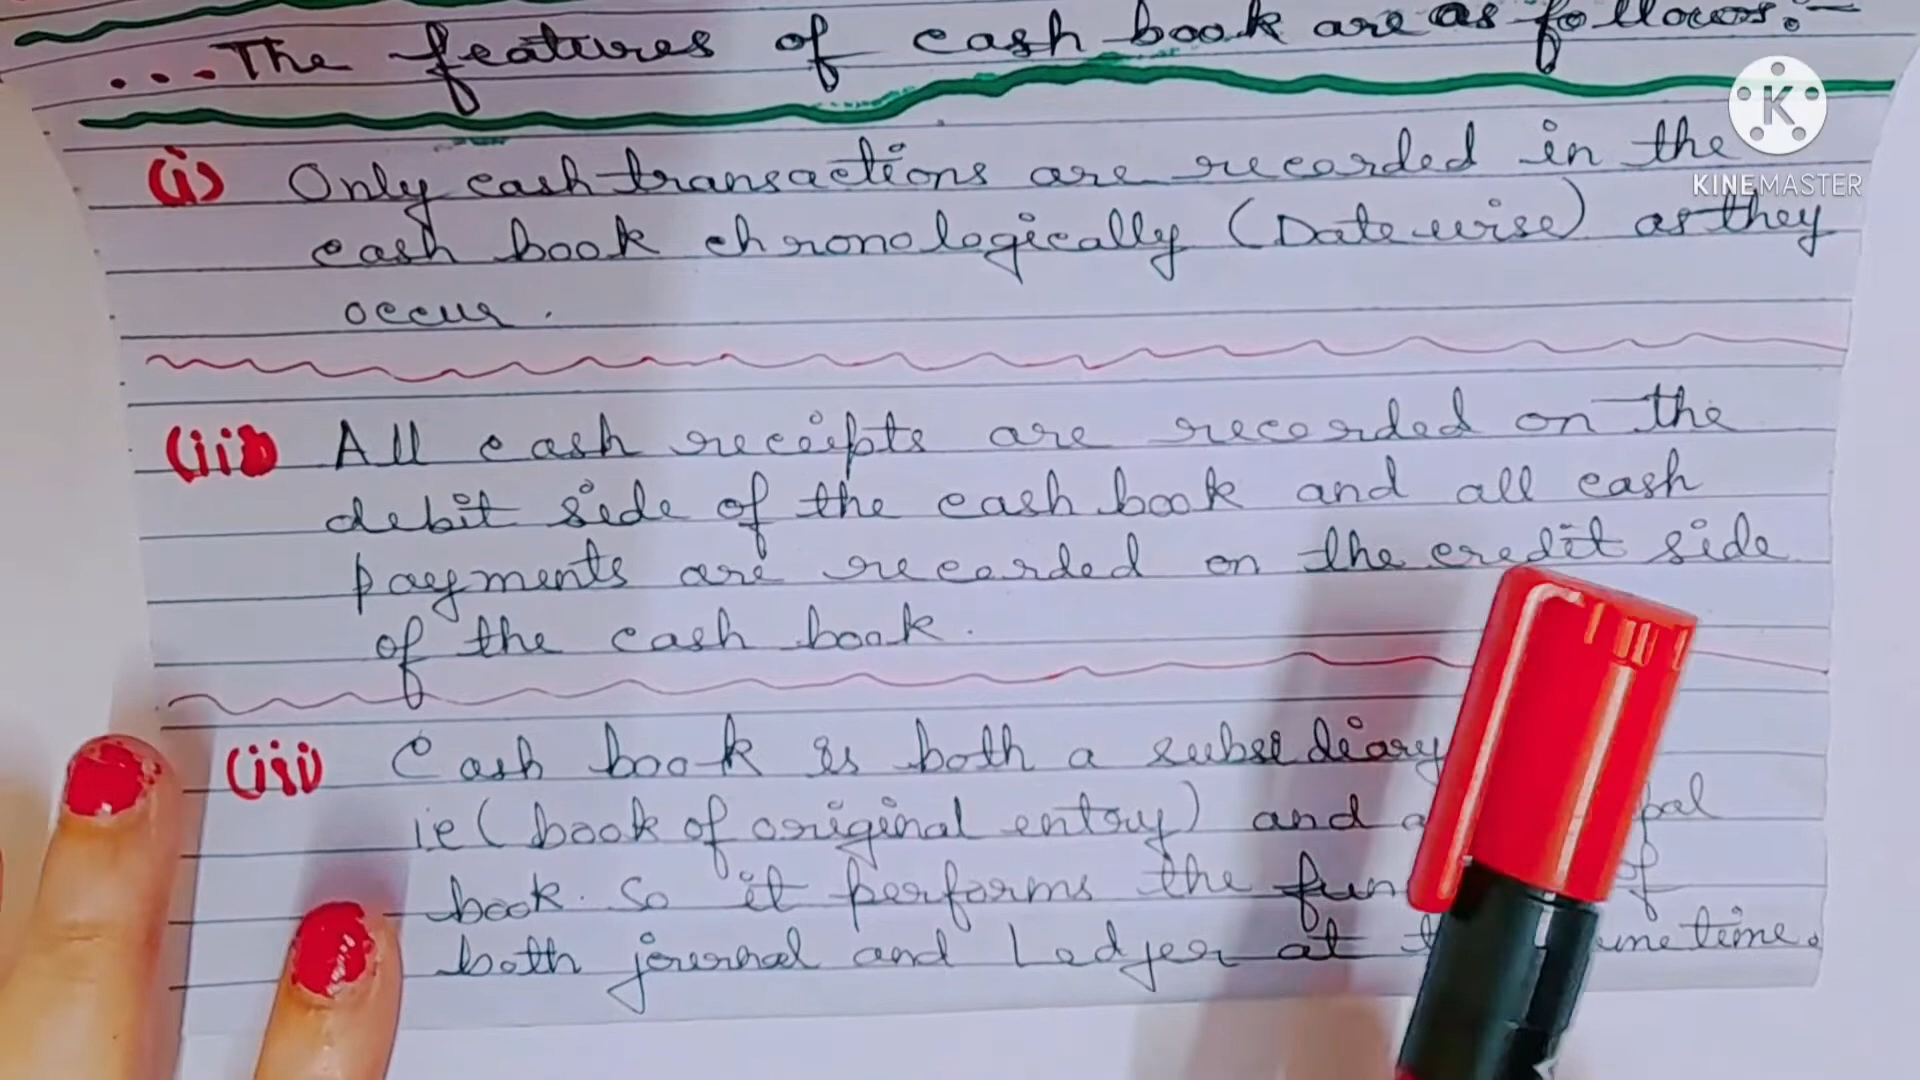 ...The features of cash book are as follows:-
(i) Only cash transactions are recorded in the
cash book chronologically (Date wise) as they
occur.
(ii) All cash receipts are recorded on the
debit side of the cash book and all cash
payments are recorded on the credit side
of the cash book.
(iii) Cash book is both a subsidiary
i.e (book of original entry) and a
book. So it performs the
both journal and Ledger at time.
KINEMASTER